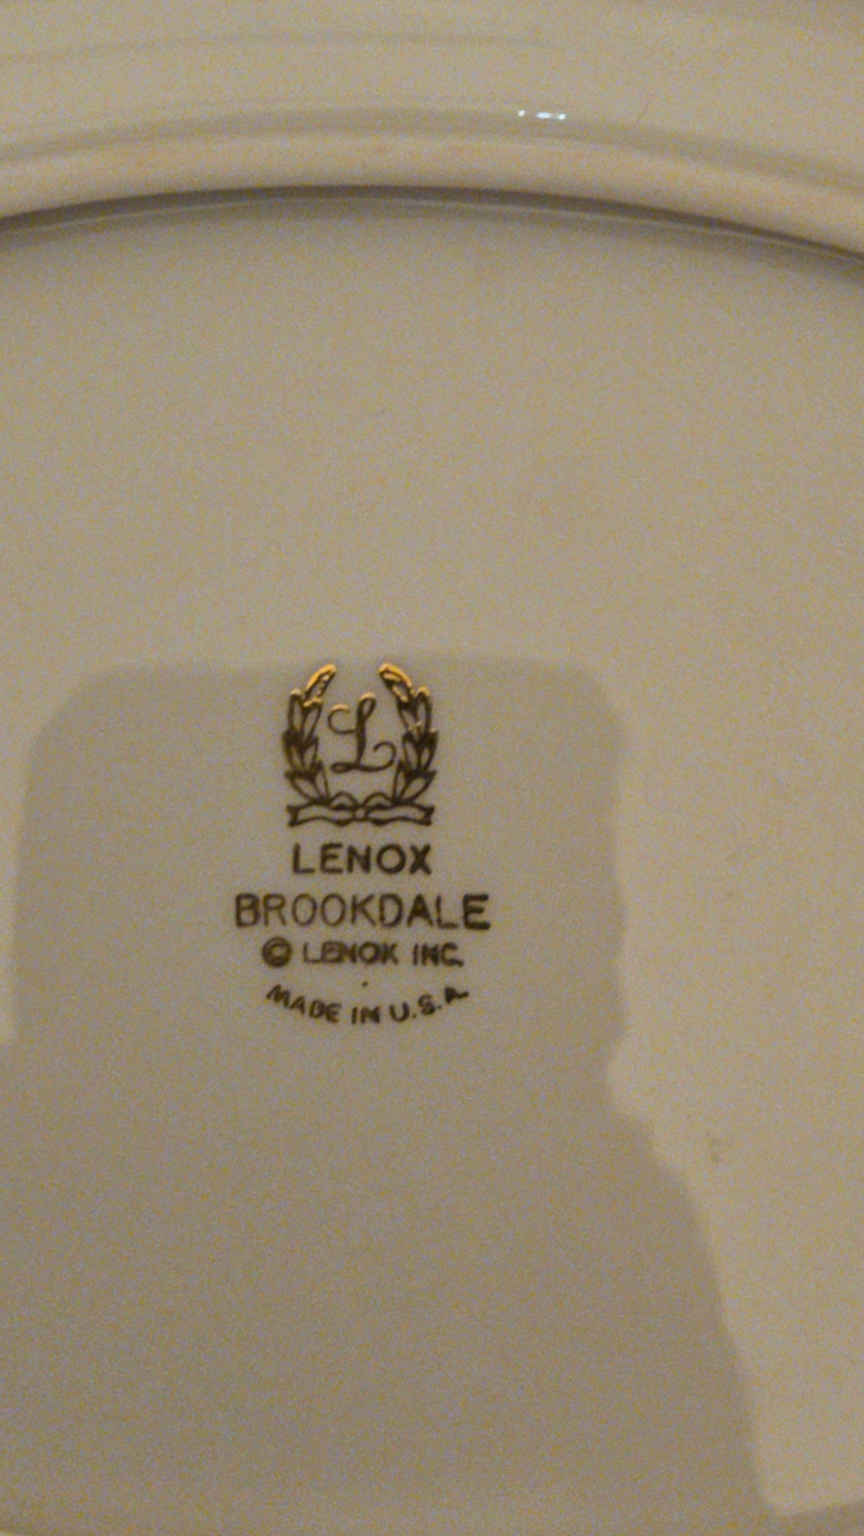 L
LENOX
BROOKDALE
© LENOX INC.
MADE IN U.S.A.